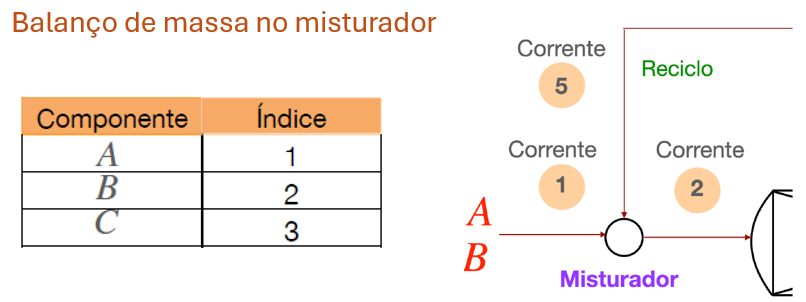 Balanço de massa no misturador
Componente Índice
A 1
B 2
C 3
Corrente
5
Reciclo
Corrente
1
Corrente
2
A
B
Misturador